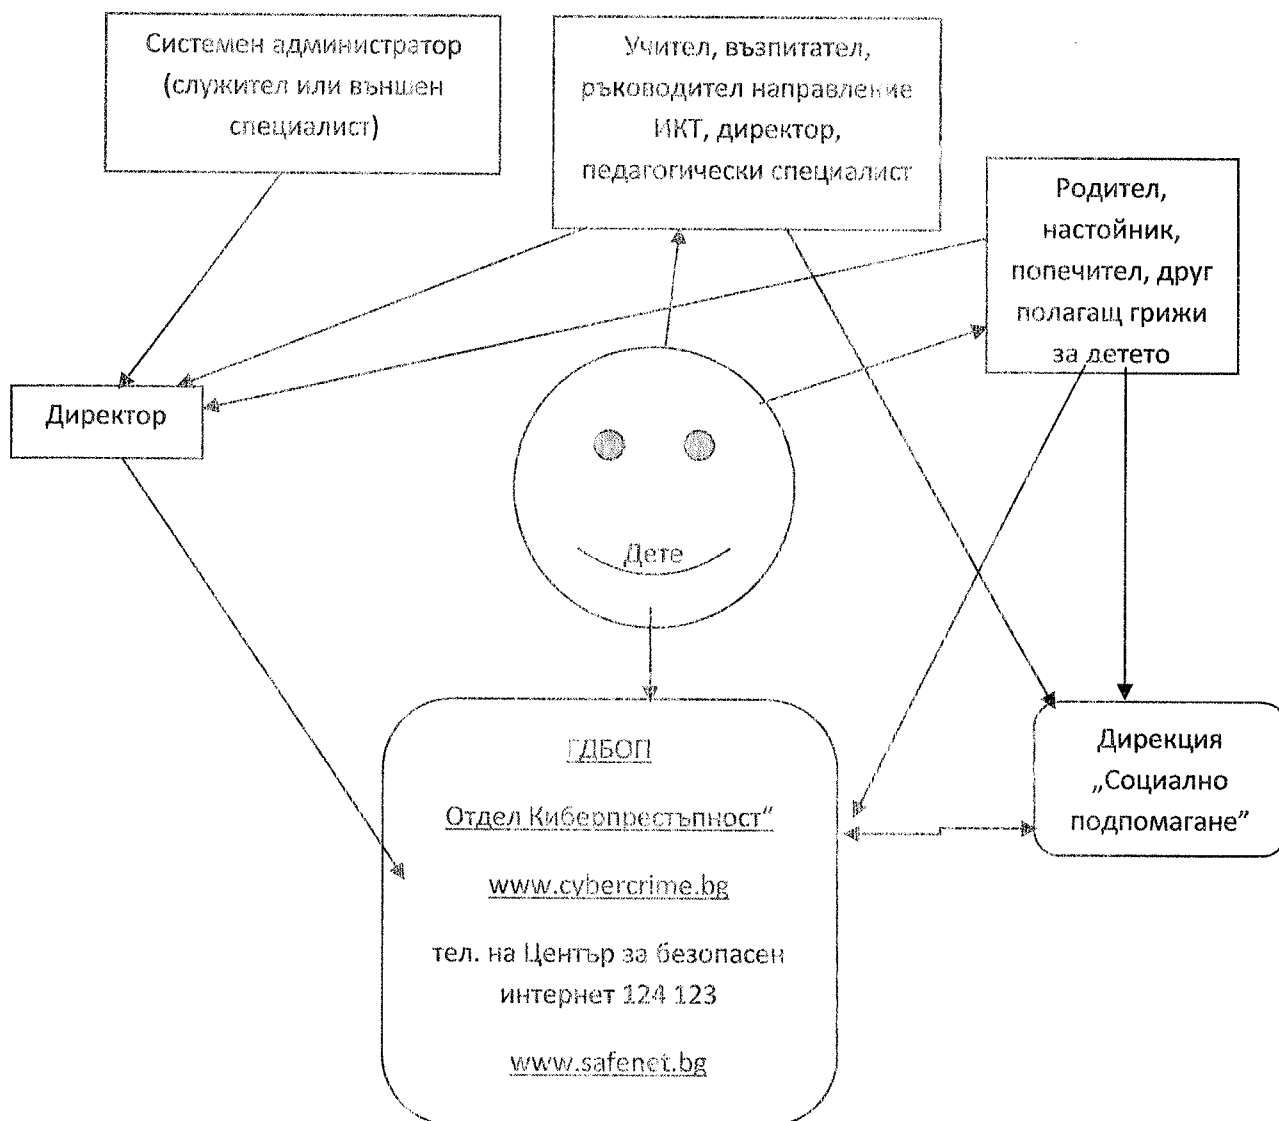 Системен администратор
(служител или външен
специалист)
Учител, възпитател,
ръководител направление
ИКТ, директор,
педагогически специалист
Родител,
настойник,
попечител, друг
полагащ грижи
за детето
Директор
Дете
ГДБОП
Отдел Киберпрестъпност"
www.cybercrime.bg
тел. на Център за безопасен
интернет 124 123
www.safenet.bg
Дирекция
„Социално
подпомагане”